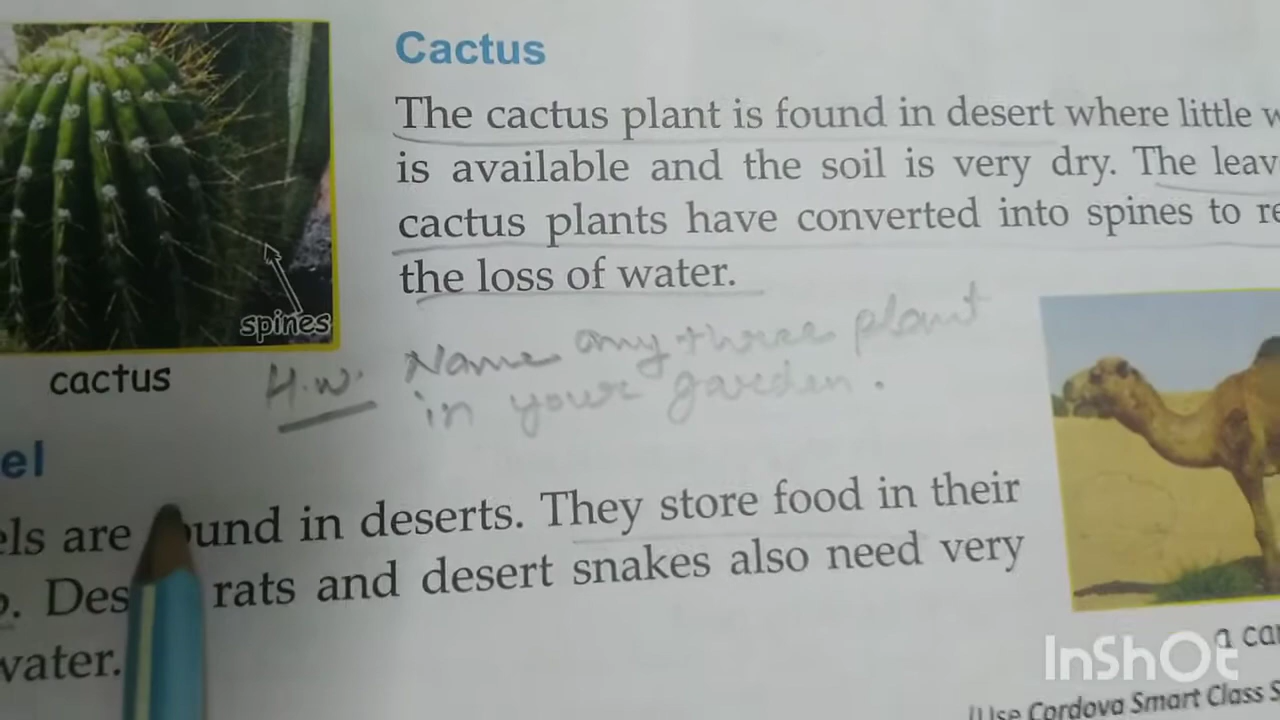 Cactus
The cactus plant is found in desert where little w
is available and the soil is very dry. The leav
cactus plants have converted into spines to re
the loss of water.
spines
cactus
H.W. Name any three plant
in your garden.
el
els are ound in deserts. They store food in their
. Des rats and desert snakes also need very
water.
a ca
(Use Cordova Smart Class S
InShOt